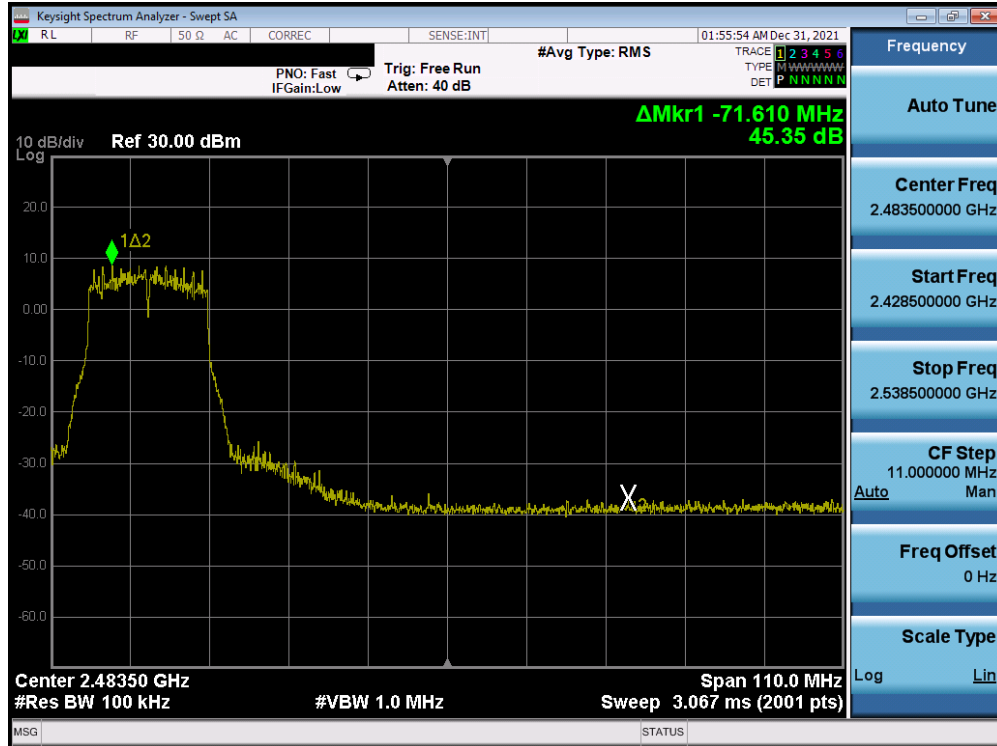 Keysight Spectrum Analyzer - Swept SA
LXI RL RF 50 Ω AC CORREC SENSE:INT 01:55:54 AM Dec 31, 2021
#Avg Type: RMS
TRACE 1 2 3 4 5 6
PNO: Fast Trig: Free Run TYPE M WWWWW
IFGain:Low Atten: 40 dB DET P N N N N N
ΔMkr1 -71.610 MHz
45.35 dB
10 dB/div Ref 30.00 dBm
Log
20.0
1Δ2
10.0
0.00
-10.0
-20.0
-30.0
X2
-40.0
-50.0
-60.0
Center 2.48350 GHz Span 110.0 MHz
#Res BW 100 kHz #VBW 1.0 MHz Sweep 3.067 ms (2001 pts)
MSG STATUS
Frequency
Auto Tune
Center Freq
2.483500000 GHz
Start Freq
2.428500000 GHz
Stop Freq
2.538500000 GHz
CF Step
11.000000 MHz
Auto Man
Freq Offset
0 Hz
Scale Type
Log Lin